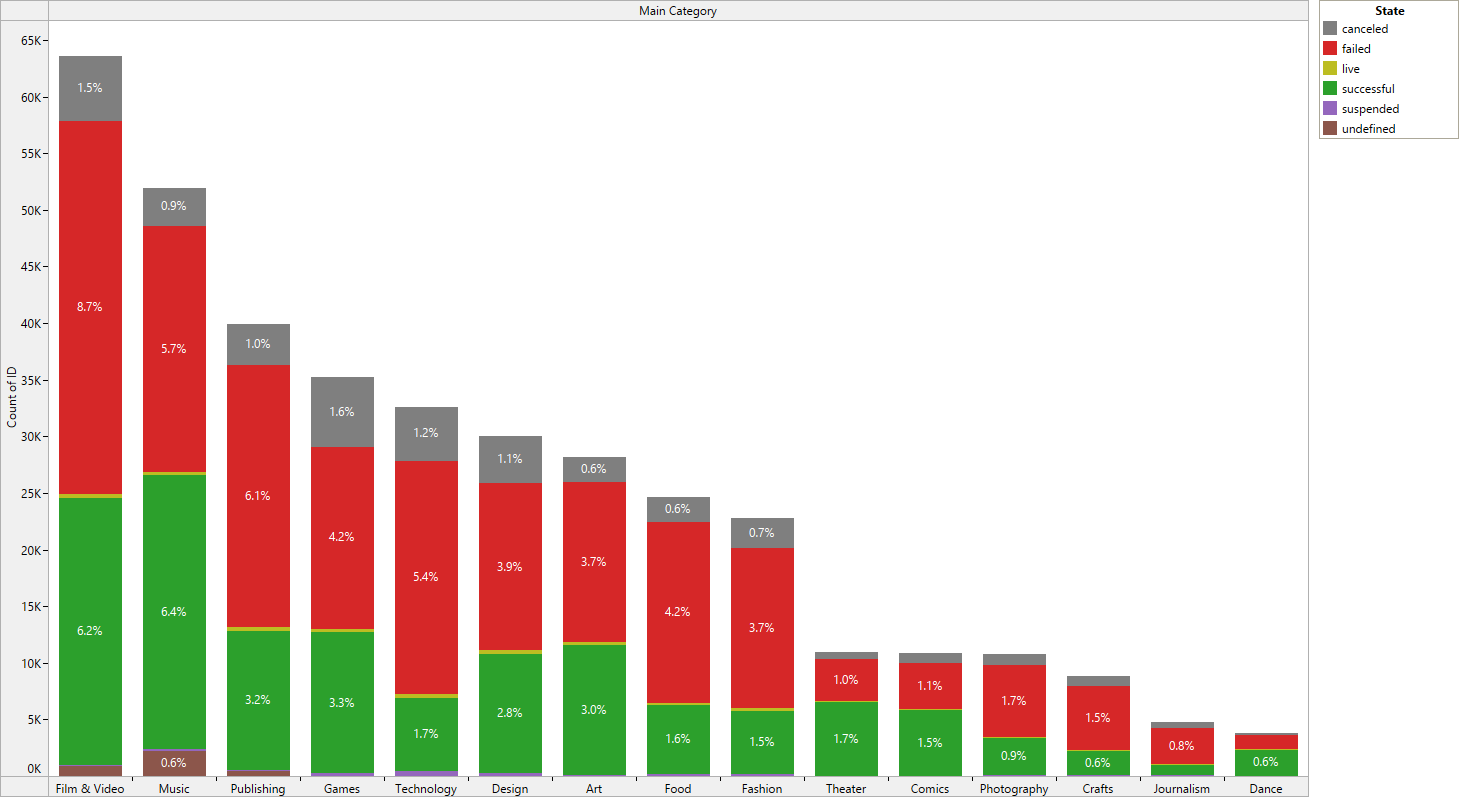 Main Category
State
canceled
failed
live
successful
suspended
undefined
Count of ID
65K
60K
55K
50K
45K
40K
35K
30K
25K
20K
15K
10K
5K
0K
1.5%
8.7%
6.2%
0.9%
5.7%
6.4%
0.6%
1.0%
6.1%
3.2%
1.6%
4.2%
3.3%
1.2%
5.4%
1.7%
1.1%
3.9%
2.8%
0.6%
3.7%
3.0%
0.6%
4.2%
1.6%
0.7%
3.7%
1.5%
1.0%
1.7%
1.1%
1.5%
1.7%
0.9%
1.5%
0.6%
0.8%
0.6%
Film & Video Music Publishing Games Technology Design Art Food Fashion Theater Comics Photography Crafts Journalism Dance